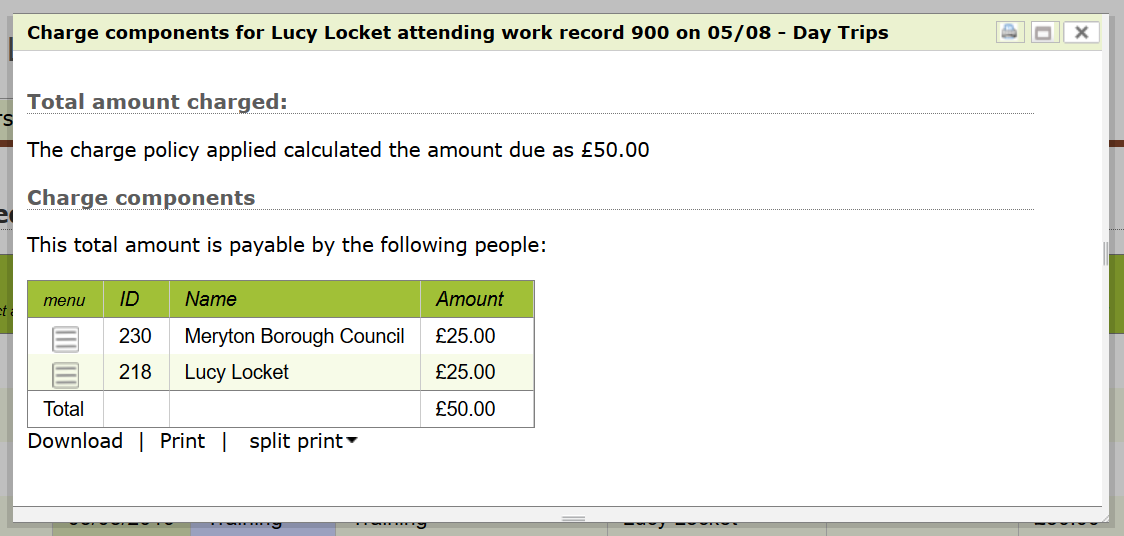 Charge components for Lucy Locket attending work record 900 on 05/08 - Day Trips
Total amount charged:
The charge policy applied calculated the amount due as £50.00
Charge components
This total amount is payable by the following people:
menu ID Name Amount
230 Meryton Borough Council £25.00
218 Lucy Locket £25.00
Total £50.00
Download | Print | split print